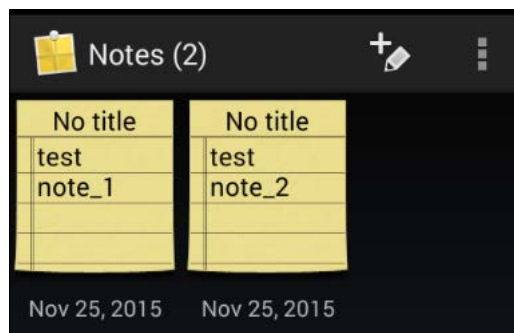 Notes (2)
No title
test
note_1
Nov 25, 2015
No title
test
note_2
Nov 25, 2015